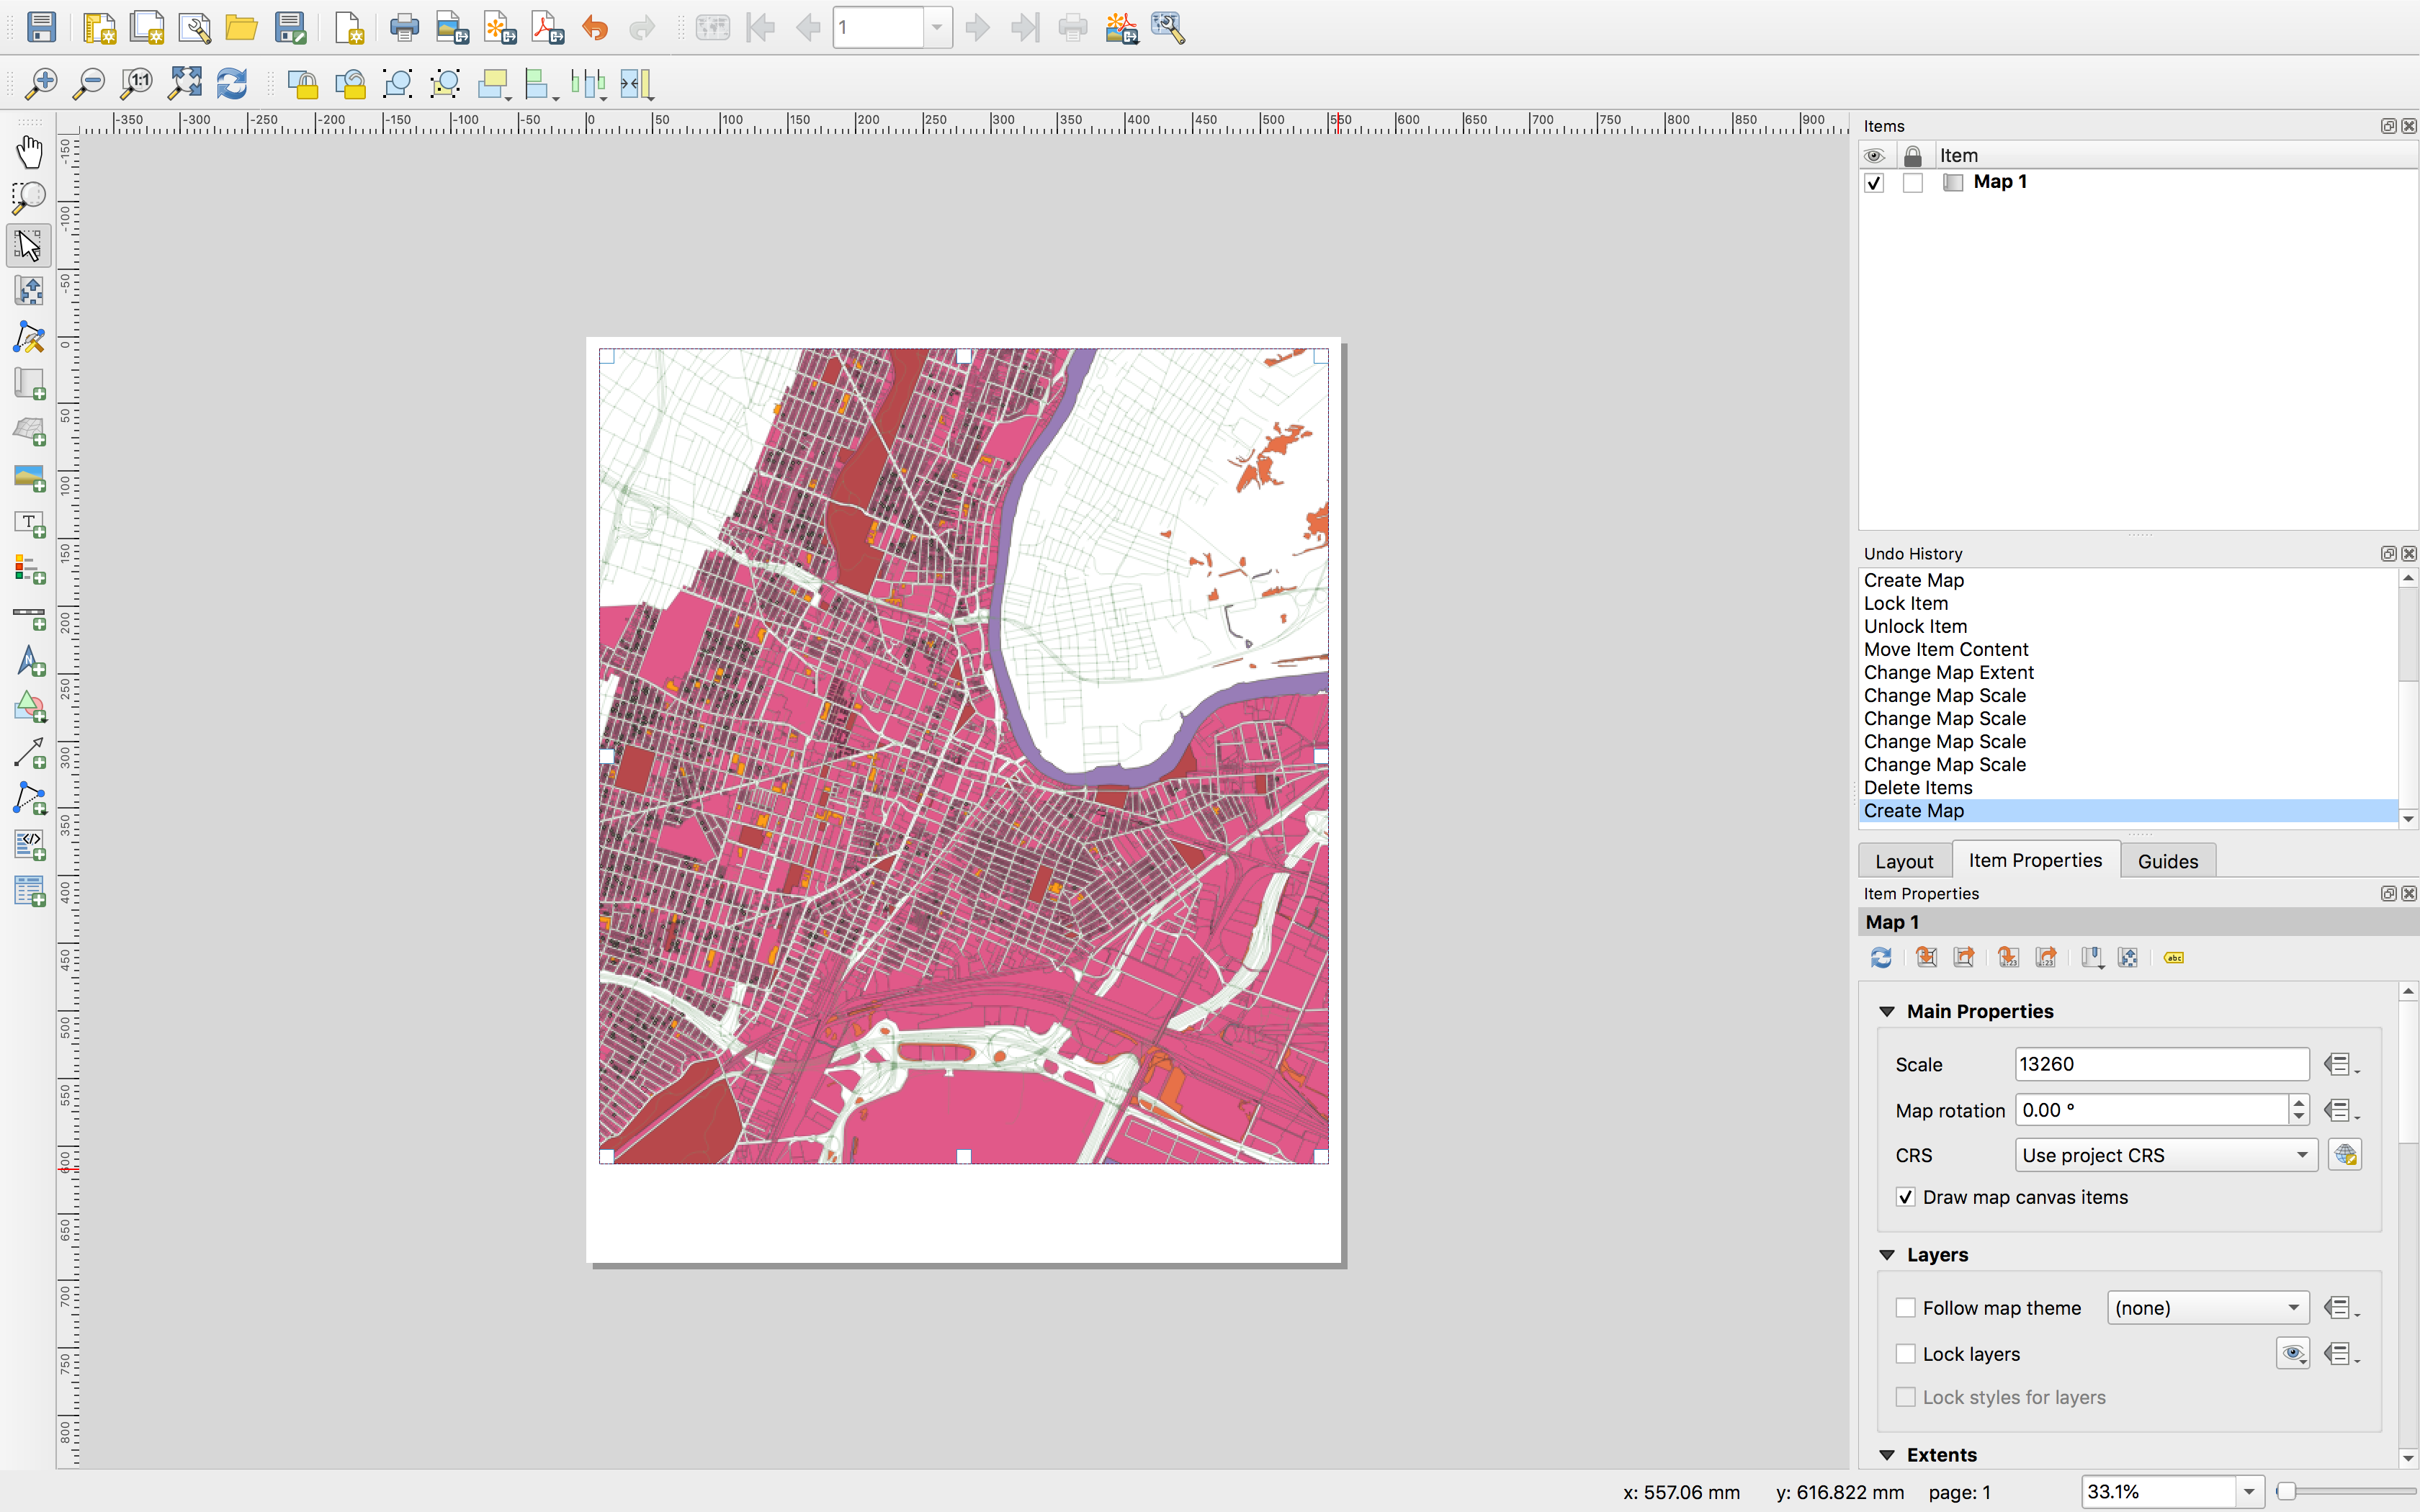 1
1:1
-350 -300 -250 -200 -150 -100 -50 0 50 100 150 200 250 300 350 400 450 500 550 600 650 700 750 800 850 900
-150
-100
-50
0
50
100
150
200
250
300
350
400
450
500
550
600
650
700
750
800
T
</>
Items
Item
Map 1
Undo History
Create Map
Lock Item
Unlock Item
Move Item Content
Change Map Extent
Change Map Scale
Change Map Scale
Change Map Scale
Change Map Scale
Delete Items
Create Map
Layout Item Properties Guides
Item Properties
Map 1
abc
Main Properties
Scale 13260
Map rotation 0.00 °
CRS Use project CRS
Draw map canvas items
Layers
Follow map theme (none)
Lock layers
Lock styles for layers
Extents
x: 557.06 mm y: 616.822 mm page: 1 33.1%